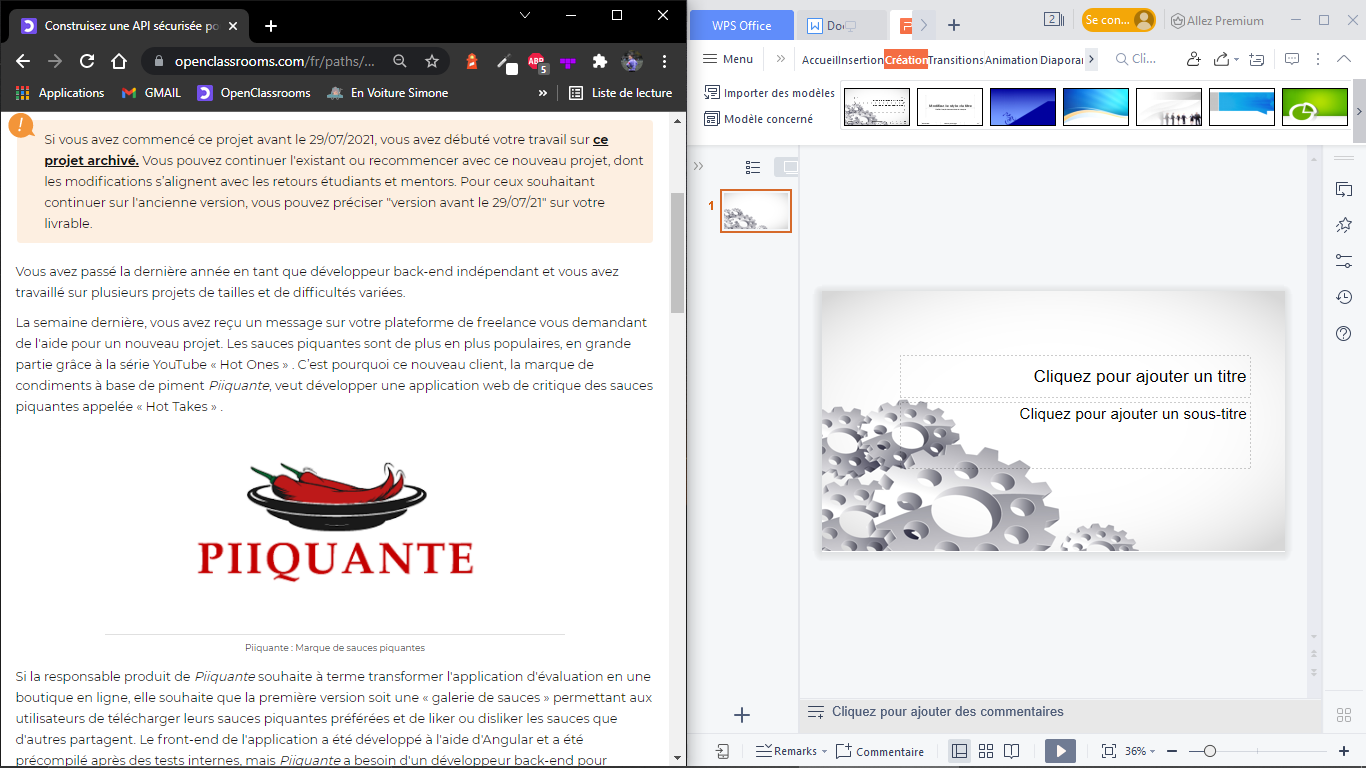 Construisez une API sécurisée po
openclassrooms.com/fr/paths/...
ABP
5
Applications
GMAIL
OpenClassrooms
En Voiture Simone
»
Liste de lecture
Si vous avez commencé ce projet avant le 29/07/2021, vous avez débuté votre travail sur ce
projet archivé. Vous pouvez continuer l'existant ou recommencer avec ce nouveau projet, dont
les modifications s'alignent avec les retours étudiants et mentors. Pour ceux souhaitant
continuer sur l'ancienne version, vous pouvez préciser "version avant le 29/07/21" sur votre
livrable.
Vous avez passé la dernière année en tant que développeur back-end indépendant et vous avez
travaillé sur plusieurs projets de tailles et de difficultés variées.
La semaine dernière, vous avez reçu un message sur votre plateforme de freelance vous demandant
de l'aide pour un nouveau projet. Les sauces piquantes sont de plus en plus populaires, en grande
partie grâce à la série YouTube « Hot Ones » . C'est pourquoi ce nouveau client, la marque de
condiments à base de piment Piiquante, veut développer une application web de critique des sauces
piquantes appelée « Hot Takes » .
PIIQUANTE
Piiquante : Marque de sauces piquantes
Si la responsable produit de Piiquante souhaite à terme transformer l'application d'évaluation en une
boutique en ligne, elle souhaite que la première version soit une « galerie de sauces » permettant aux
utilisateurs de télécharger leurs sauces piquantes préférées et de liker ou disliker les sauces que
d'autres partagent. Le front-end de l'application a été développé à l'aide d'Angular et a été
précompilé après des tests internes, mais Piiquante a besoin d'un développeur back-end pour
WPS Office
Do
2
Se con...
Allez Premium
Menu
»
Accueil
Insertion
Création
Transitions
Animation
Diaporar
Cli...
Importer des modèles
Modèle concerné
1
Cliquez pour ajouter un titre
Cliquez pour ajouter un sous-titre
Cliquez pour ajouter des commentaires
Remarks
Commentaire
36%